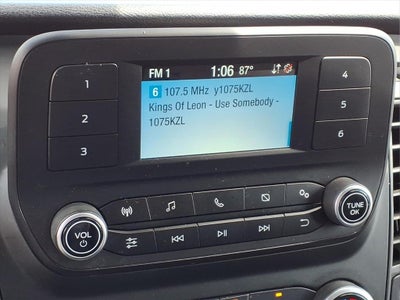 FM 1 1:06 87°
6 107.5 MHz y1075KZL
Kings Of Leon - Use Somebody -
1075KZL
1
2
3
4
5
6
VOL
TUNE
OK